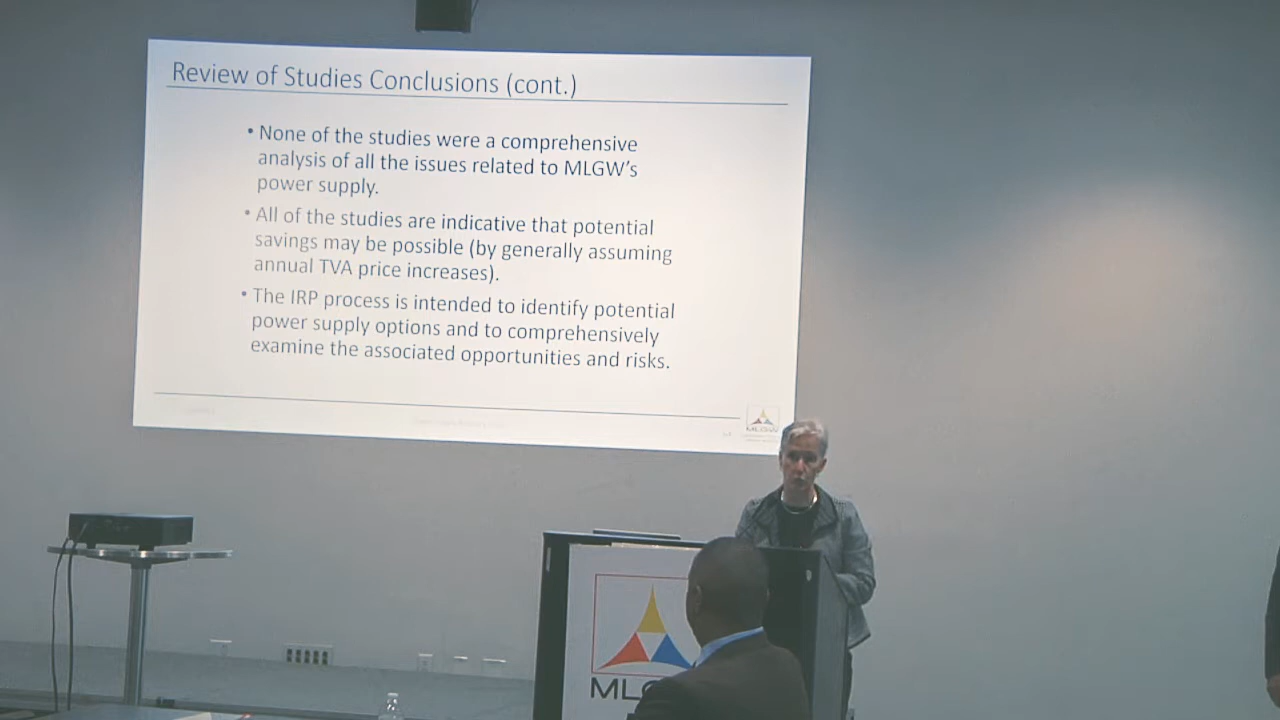 Review of Studies Conclusions (cont.)
• None of the studies were a comprehensive
analysis of all the issues related to MLGW's
power supply.
• All of the studies are indicative that potential
savings may be possible (by generally assuming
annual TVA price increases).
• The IRP process is intended to identify potential
power supply options and to comprehensively
examine the associated opportunities and risks.
MLGW